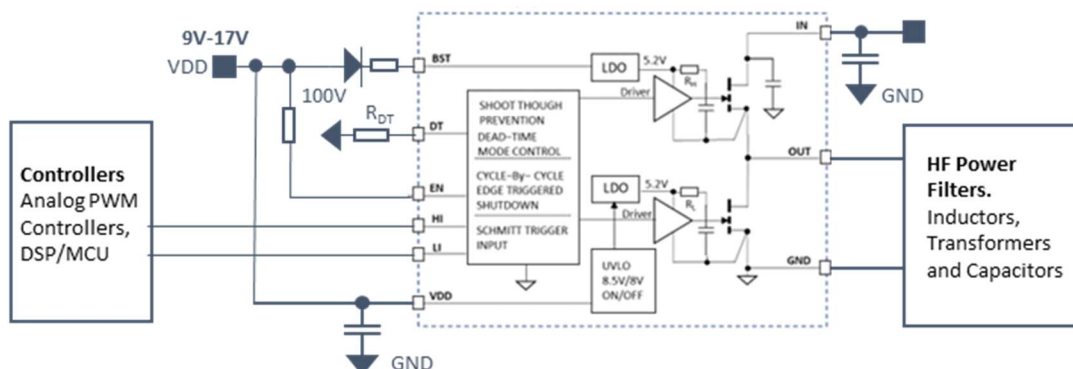 9V-17V
VDD
100V
R_DT
GND
Controllers
Analog PWM
Controllers,
DSP/MCU
BST
DT
EN
HI
LI
VDD
SHOOT THOUGH
PREVENTION
DEAD-TIME
MODE CONTROL
CYCLE-By-CYCLE
EDGE TRIGGERED
SHUTDOWN
SCHMITT TRIGGER
INPUT
LDO
5.2V
R_H
Driver
LDO
5.2V
R_L
Driver
UVLO
8.5V/8V
ON/OFF
IN
OUT
GND
GND
HF Power
Filters.
Inductors,
Transformers
and Capacitors